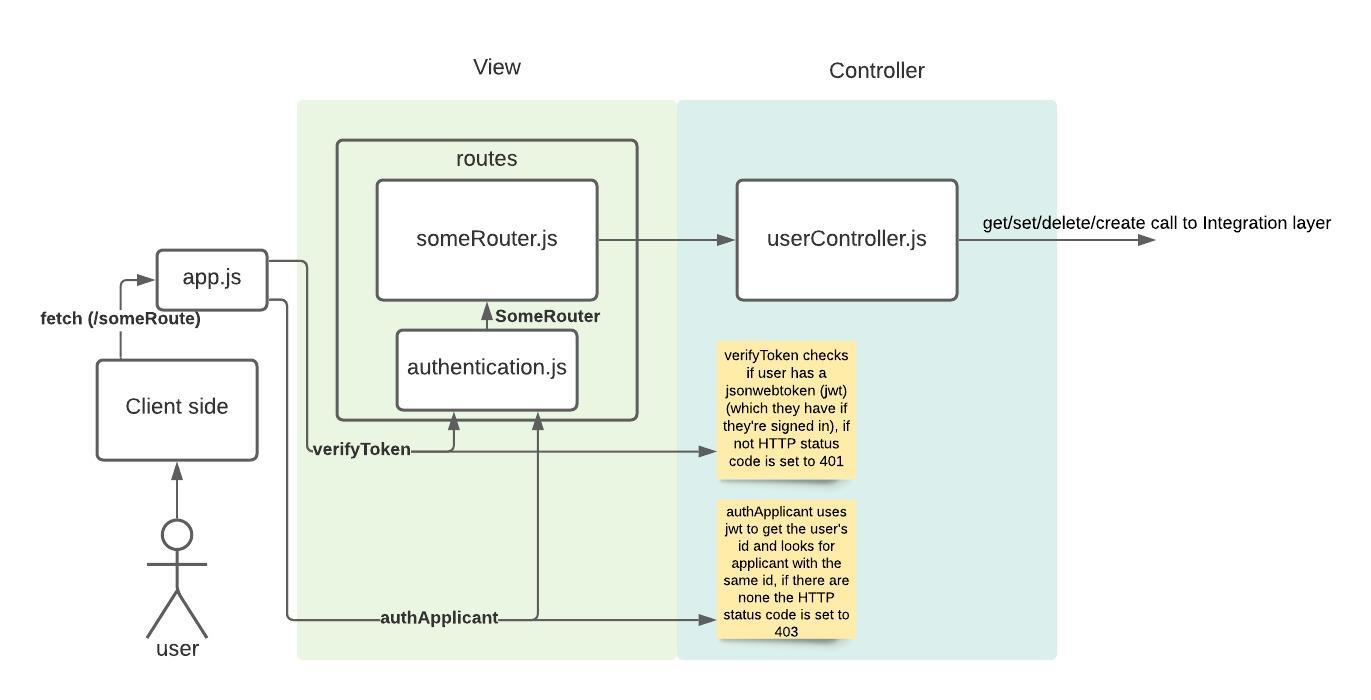 View
Controller
routes
someRouter.js
userController.js
get/set/delete/create call to Integration layer
app.js
fetch (/someRoute)
SomeRouter
authentication.js
Client side
verifyToken
verifyToken checks
if user has a
jsonwebtoken (jwt)
(which they have if
they're signed in), if
not HTTP status
code is set to 401
authApplicant uses
jwt to get the user's
id and looks for
applicant with the
same id, if there are
none the HTTP
status code is set to
403
authApplicant
user